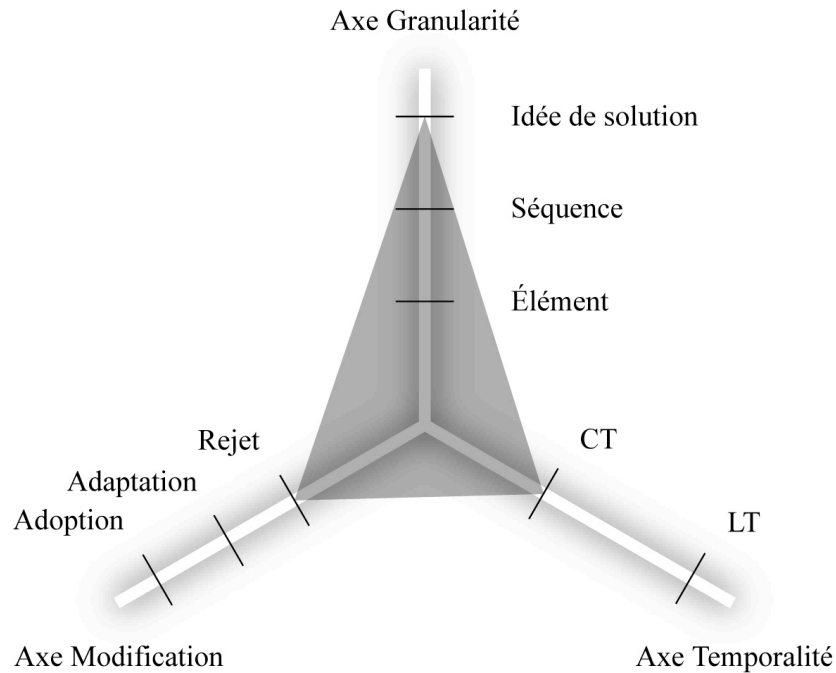 Axe Granularité
Idée de solution
Séquence
Élément
Rejet
CT
Adaptation
Adoption
LT
Axe Modification
Axe Temporalité